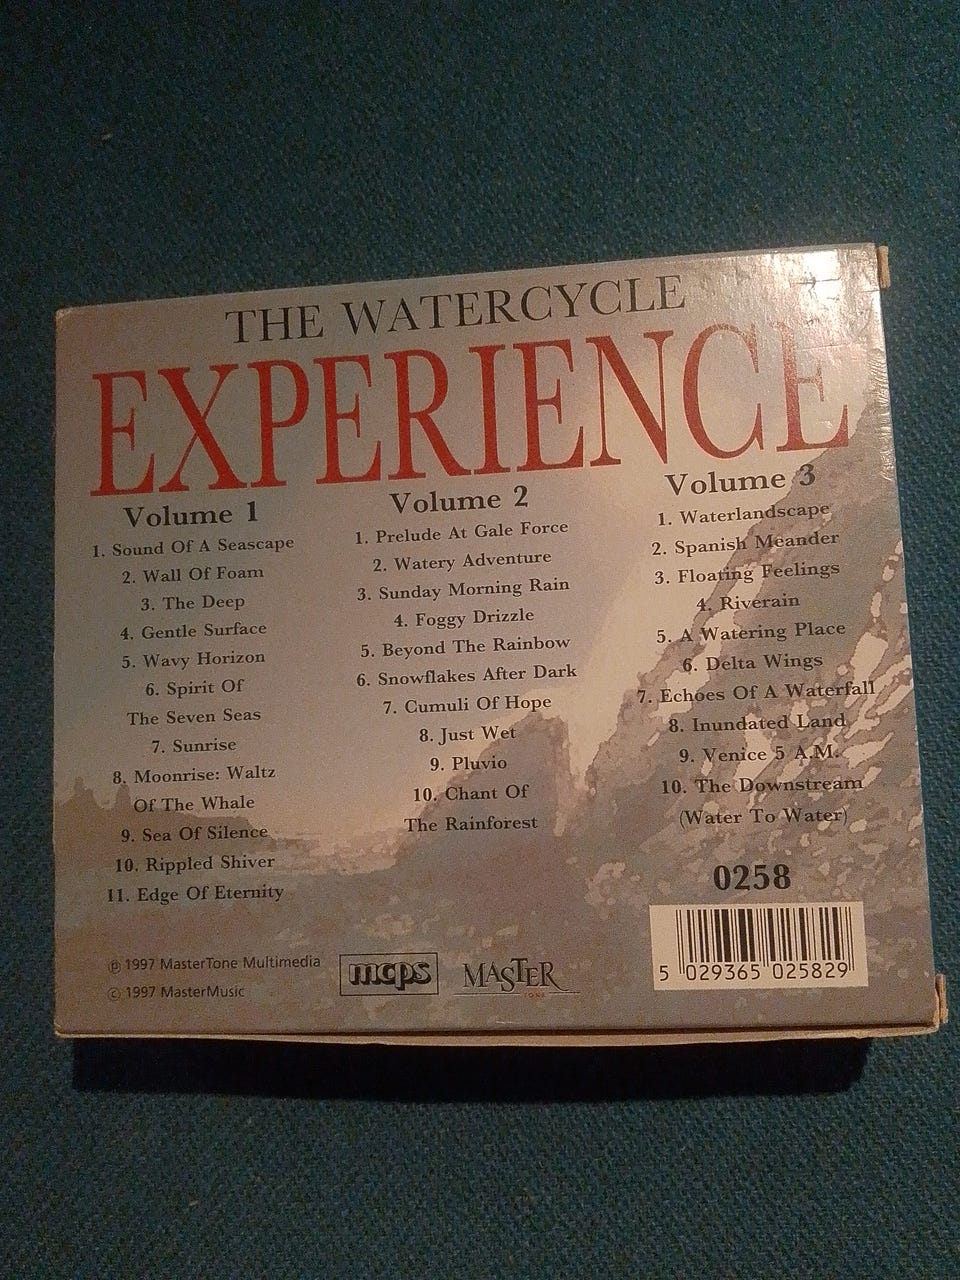 THE WATERCYCLE
EXPERIENCE
Volume 1
1. Sound Of A Seascape
2. Wall Of Foam
3. The Deep
4. Gentle Surface
5. Wavy Horizon
6. Spirit Of
The Seven Seas
7. Sunrise
8. Moonrise: Waltz
Of The Whale
9. Sea Of Silence
10. Rippled Shiver
11. Edge Of Eternity
Volume 2
1. Prelude At Gale Force
2. Watery Adventure
3. Sunday Morning Rain
4. Foggy Drizzle
5. Beyond The Rainbow
6. Snowflakes After Dark
7. Cumuli Of Hope
8. Just Wet
9. Pluvio
10. Chant Of
The Rainforest
Volume 3
1. Waterlandscape
2. Spanish Meander
3. Floating Feelings
4. Riverain
5. A Watering Place
6. Delta Wings
7. Echoes Of A Waterfall
8. Inundated Land
9. Venice 5 A.M.
10. The Downstream
(Water To Water)
0258
5 029365 025829
℗ 1997 MasterTone Multimedia
© 1997 MasterMusic
mcps
MASTER
TONE